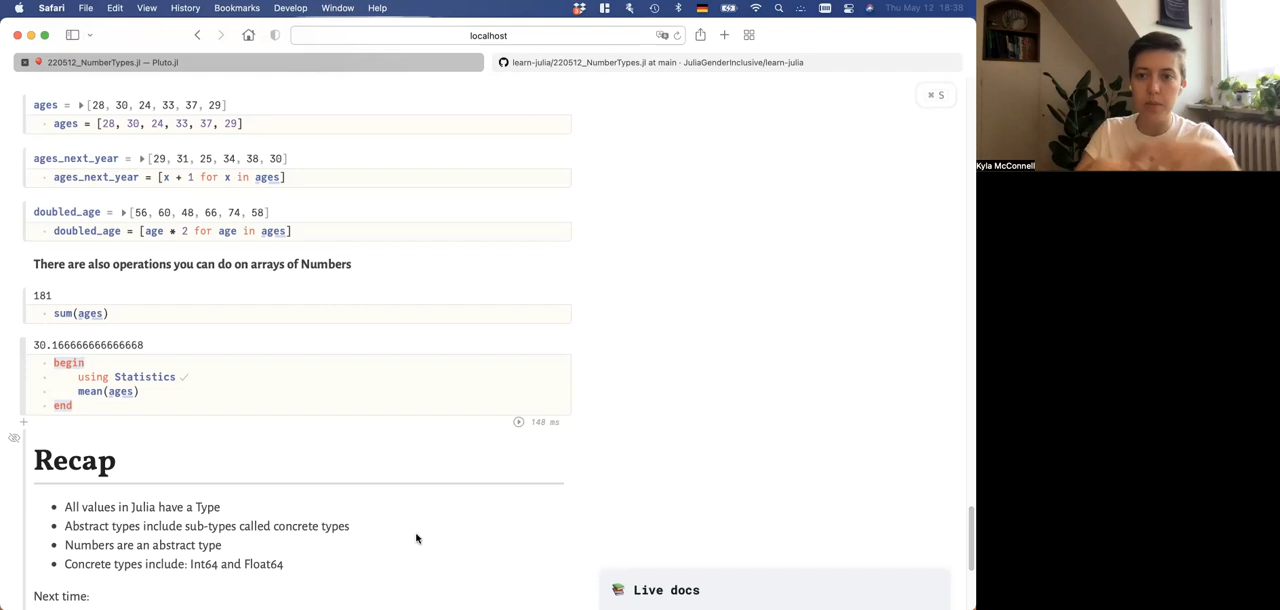 Safari File Edit View History Bookmarks Develop Window Help Thu May 12 18:38
localhost
220512_NumberTypes.jl — Pluto.jl
learn-julia/220512_NumberTypes.jl at main · JuliaGenderInclusive/learn-julia
⌘ S
ages = [28, 30, 24, 33, 37, 29]
ages = [28, 30, 24, 33, 37, 29]
ages_next_year = [29, 31, 25, 34, 38, 30]
ages_next_year = [x + 1 for x in ages]
doubled_age = [56, 60, 48, 66, 74, 58]
doubled_age = [age * 2 for age in ages]
There are also operations you can do on arrays of Numbers
181
sum(ages)
30.166666666666668
begin
using Statistics ✓
mean(ages)
end
148 ms
Recap
• All values in Julia have a Type
• Abstract types include sub-types called concrete types
• Numbers are an abstract type
• Concrete types include: Int64 and Float64
Next time:
Live docs
Kyla McConnell